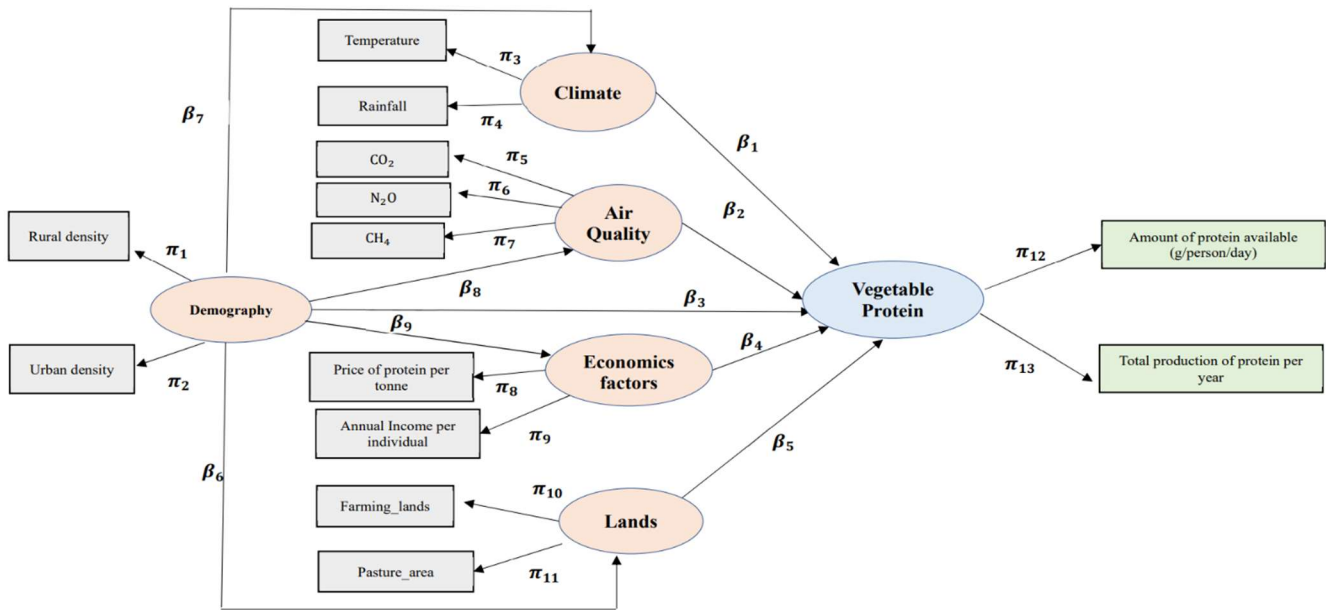 Temperature
π₃
Climate
β₇
Rainfall
π₄
β₁
CO₂
π₅
N₂O
π₆
Air
Quality
β₂
Rural density
π₁
CH₄
π₇
π₁₂
Amount of protein available
(g/person/day)
β₈
β₃
Vegetable
Protein
Demography
β₉
β₄
Urban density
π₂
Price of protein per
tonne
π₈
Economics
factors
π₁₃
Total production of protein per
year
Annual Income per
individual
π₉
β₅
β₆
Farming_lands
π₁₀
Lands
Pasture_area
π₁₁